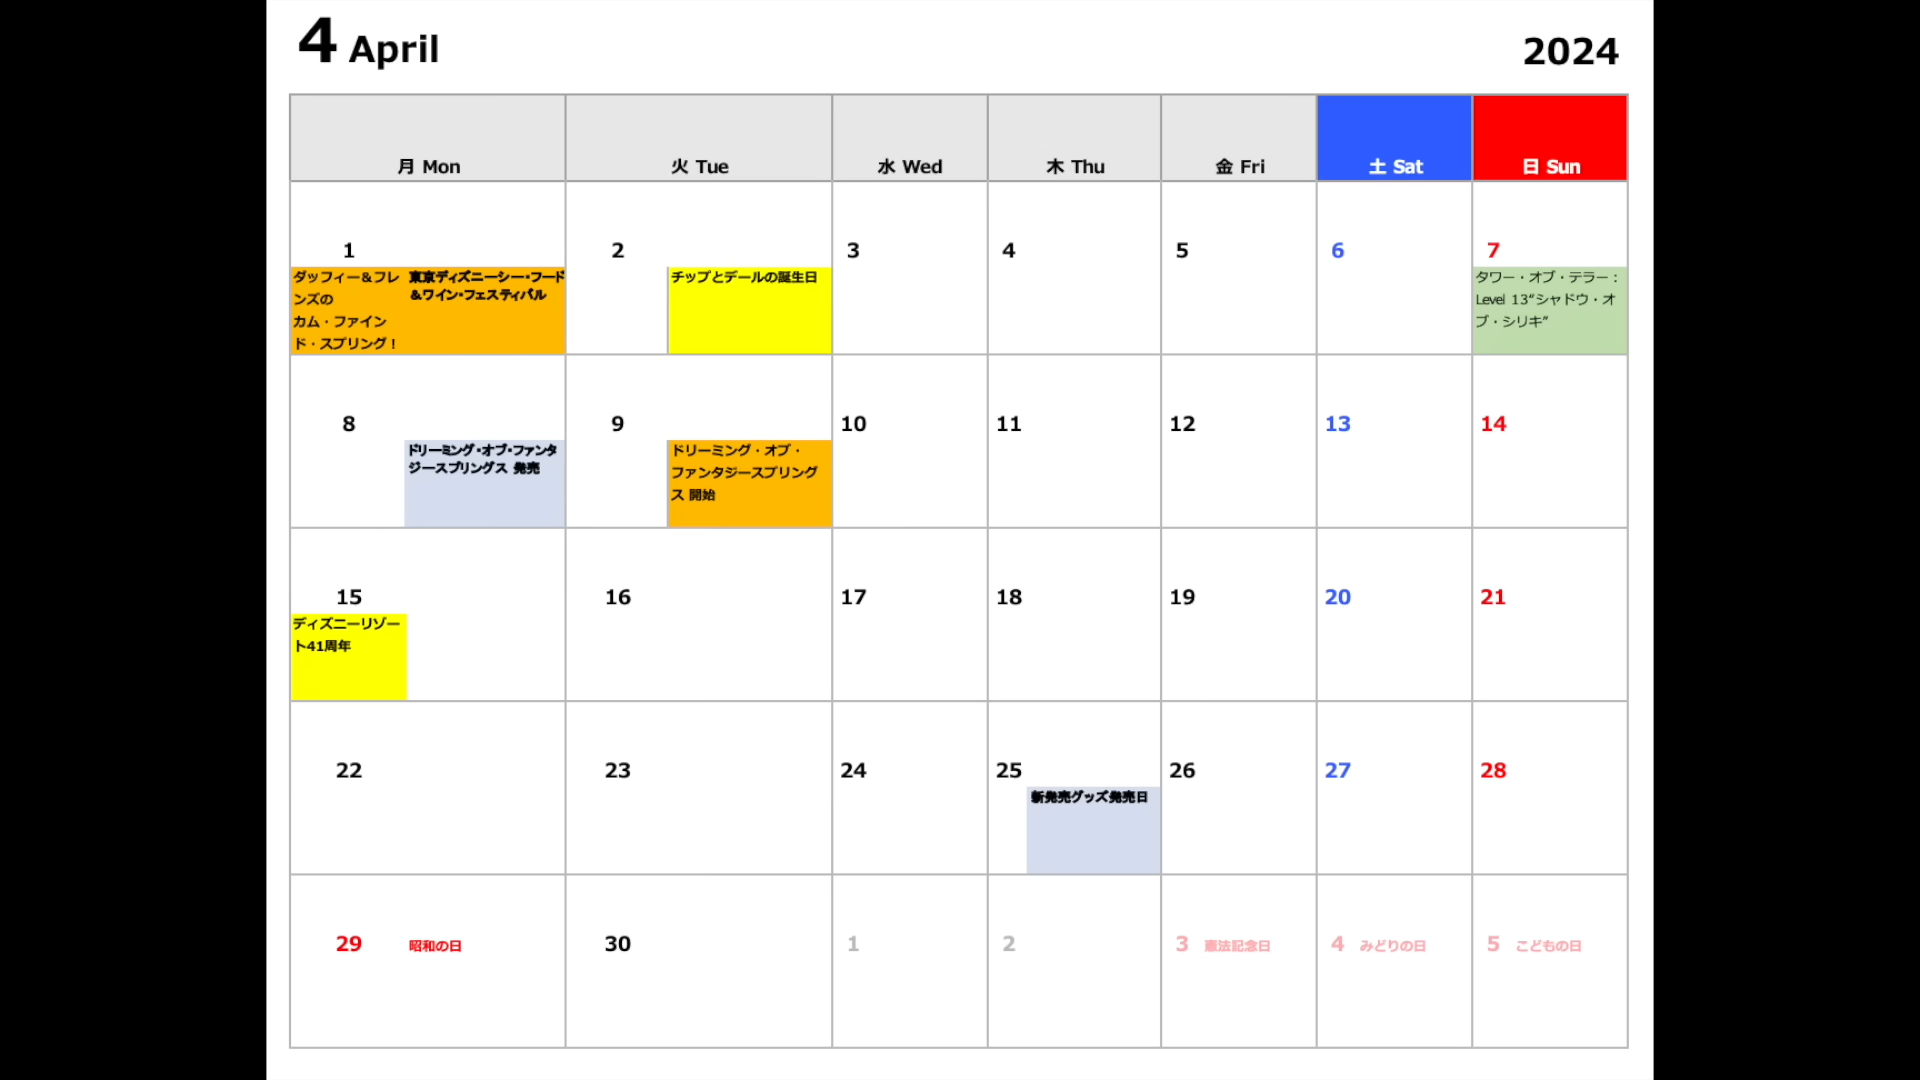 4 April
2024
月 Mon
火 Tue
水 Wed
木 Thu
金 Fri
土 Sat
日 Sun
1
2
3
4
5
6
7
ダッフィー＆フレ
ンズの
カム・ファイン
ド・スプリング！
東京ディズニーシー・フード
＆ワイン・フェスティバル
チップとデールの誕生日
タワー・オブ・テラー：
Level 13”シャドウ・オ
ブ・シリキ”
8
9
10
11
12
13
14
ドリーミング・オブ・ファンタ
ジースプリングス 発売
ドリーミング・オブ・
ファンタジースプリング
ス 開始
15
16
17
18
19
20
21
ディズニーリゾー
ト41周年
22
23
24
25
26
27
28
新発売グッズ発売日
29 昭和の日
30
1
2
3 憲法記念日
4 みどりの日
5 こどもの日